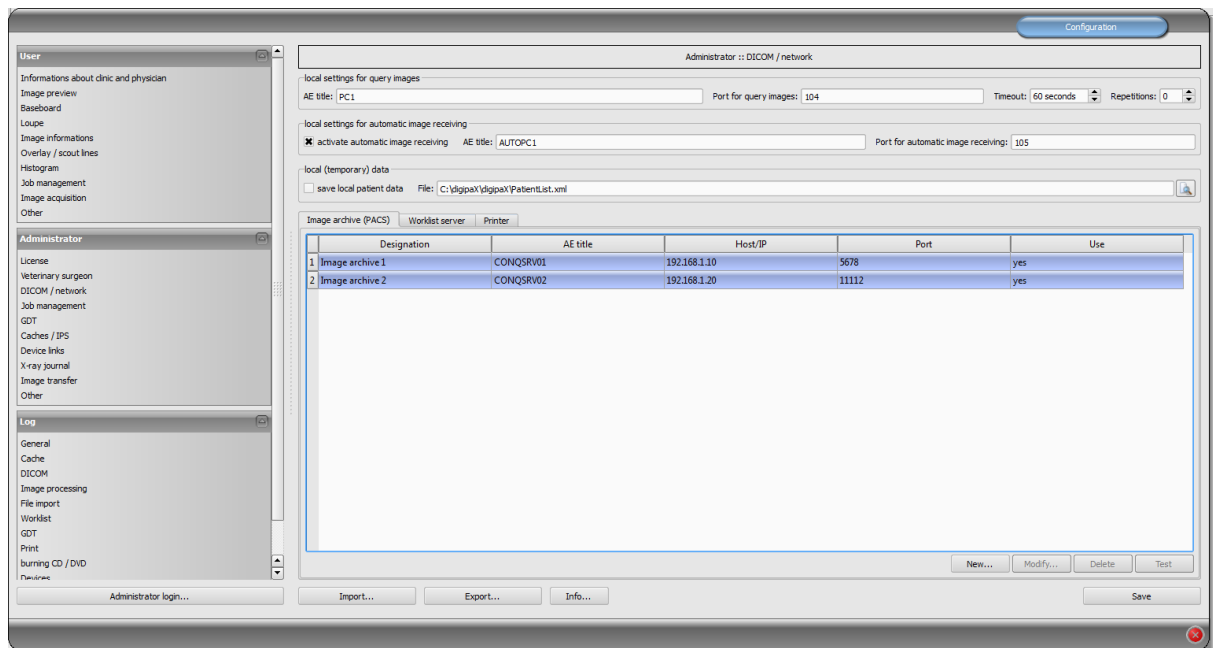 Configuration
User
Informations about clinic and physician
Image preview
Baseboard
Loupe
Image informations
Overlay / scout lines
Histogram
Job management
Image acquisition
Other
Administrator
License
Veterinary surgeon
DICOM / network
Job management
GDT
Caches / IPS
Device links
X-ray journal
Image transfer
Other
Log
General
Cache
DICOM
Image processing
File import
Worklist
GDT
Print
burning CD / DVD
Devices
Administrator login...
Administrator :: DICOM / network
local settings for query images
AE title: PC1 Port for query images: 104 Timeout: 60 seconds Repetitions: 0
local settings for automatic image receiving
activate automatic image receiving AE title: AUTOPC1 Port for automatic image receiving: 105
local (temporary) data
save local patient data File: C:\digipaX\digipaX\PatientList.xml
Image archive (PACS) Worklist server Printer
Designation AE title Host/IP Port Use
1 Image archive 1 CONQSRV01 192.168.1.10 5678 yes
2 Image archive 2 CONQSRV02 192.168.1.20 11112 yes
New... Modify... Delete Test
Import... Export... Info... Save